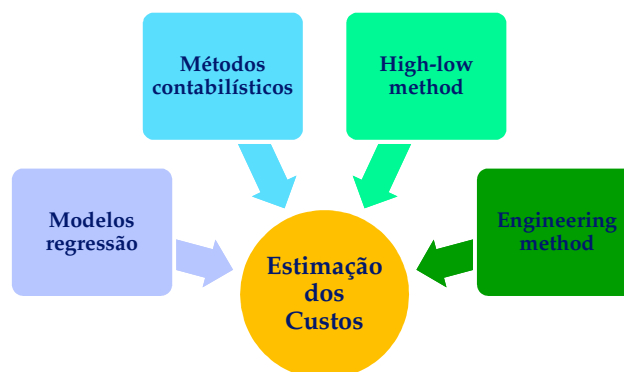 Métodos
contabilísticos
High-low
method
Modelos
regressão
Engineering
method
Estimação
dos
Custos